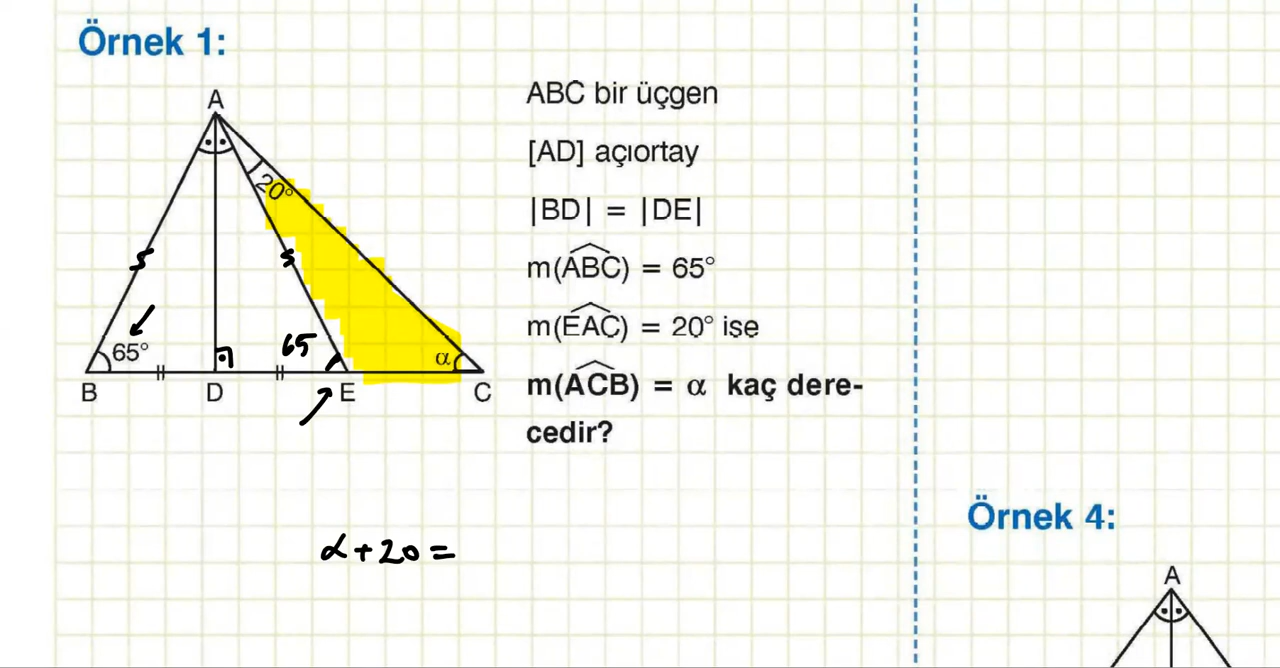 Örnek 1:
A
20°
65°
65
α
B
D
E
C
ABC bir üçgen
[AD] açıortay
|BD| = |DE|
m(ABC) = 65°
m(EAC) = 20° ise
m(ACB) = α kaç dere-
cedir?
α+20=
Örnek 4:
A